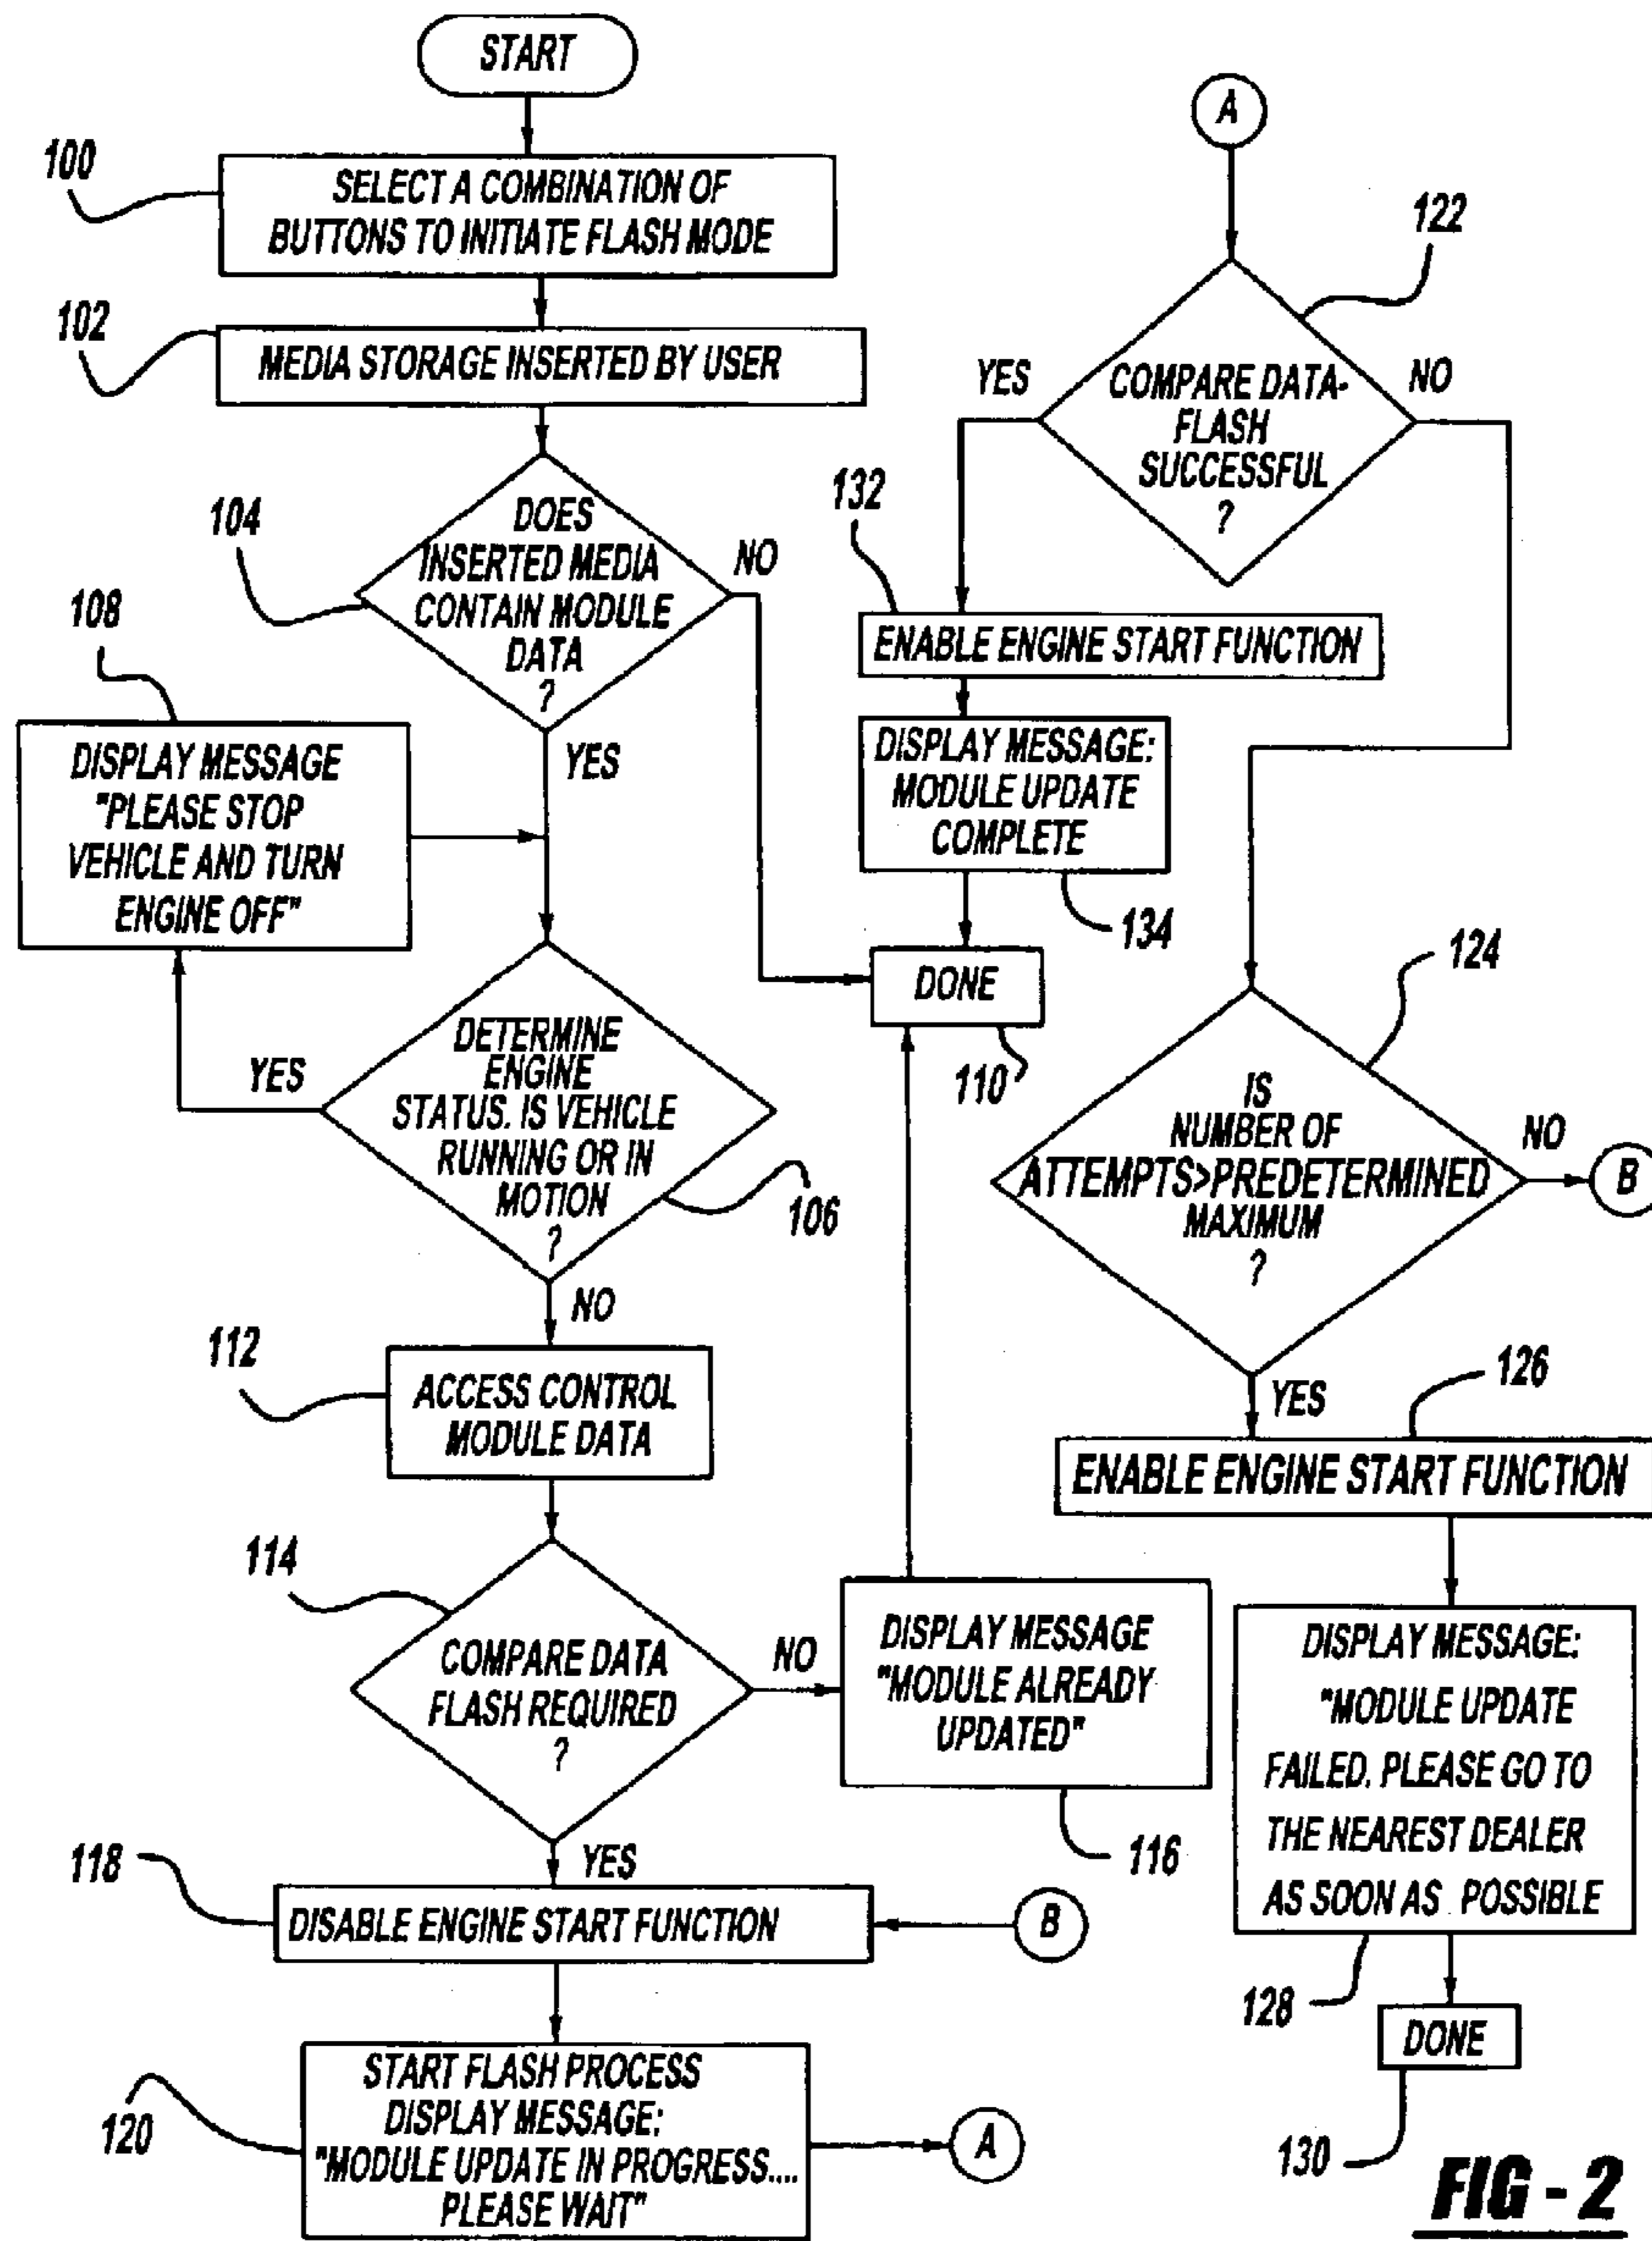 START
100
SELECT A COMBINATION OF
BUTTONS TO INITIATE FLASH MODE
102
MEDIA STORAGE INSERTED BY USER
104
DOES
INSERTED MEDIA
CONTAIN MODULE
DATA
?
NO
YES
108
DISPLAY MESSAGE
"PLEASE STOP
VEHICLE AND TURN
ENGINE OFF"
YES
DETERMINE
ENGINE
STATUS. IS VEHICLE
RUNNING OR IN
MOTION
?
106
NO
112
ACCESS CONTROL
MODULE DATA
114
COMPARE DATA
FLASH REQUIRED
?
NO
DISPLAY MESSAGE
"MODULE ALREADY
UPDATED"
116
YES
118
DISABLE ENGINE START FUNCTION
B
120
START FLASH PROCESS
DISPLAY MESSAGE:
"MODULE UPDATE IN PROGRESS....
PLEASE WAIT"
A
A
122
YES
COMPARE DATA-
FLASH
SUCCESSFUL
?
NO
132
ENABLE ENGINE START FUNCTION
DISPLAY MESSAGE:
MODULE UPDATE
COMPLETE
134
DONE
110
124
IS
NUMBER OF
ATTEMPTS>PREDETERMINED
MAXIMUM
?
NO
B
YES
126
ENABLE ENGINE START FUNCTION
DISPLAY MESSAGE:
"MODULE UPDATE
FAILED. PLEASE GO TO
THE NEAREST DEALER
AS SOON AS POSSIBLE
128
DONE
130
FIG - 2